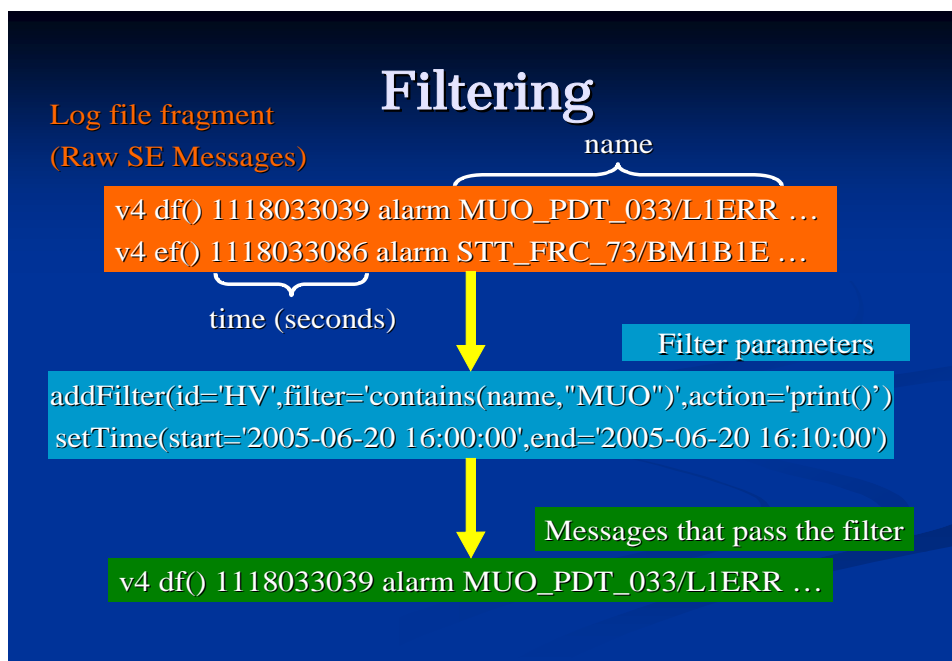 Filtering
Log file fragment
(Raw SE Messages)
name
v4 df() 1118033039 alarm MUO_PDT_033/L1ERR …
v4 ef() 1118033086 alarm STT_FRC_73/BM1B1E …
time (seconds)
Filter parameters
addFilter(id='HV',filter='contains(name,"MUO")',action='print()’)
setTime(start='2005-06-20 16:00:00',end='2005-06-20 16:10:00')
Messages that pass the filter
v4 df() 1118033039 alarm MUO_PDT_033/L1ERR …